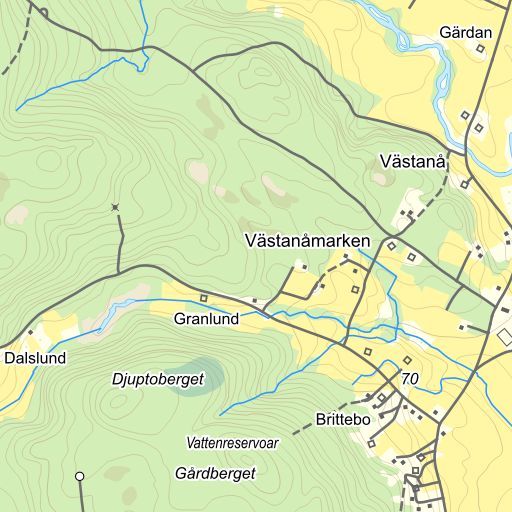 Gärdan
Västanå
Västanåmarken
Granlund
Dalslund
Djuptoberget
70
Brittebo
Vattenreservoar
Gårdberget